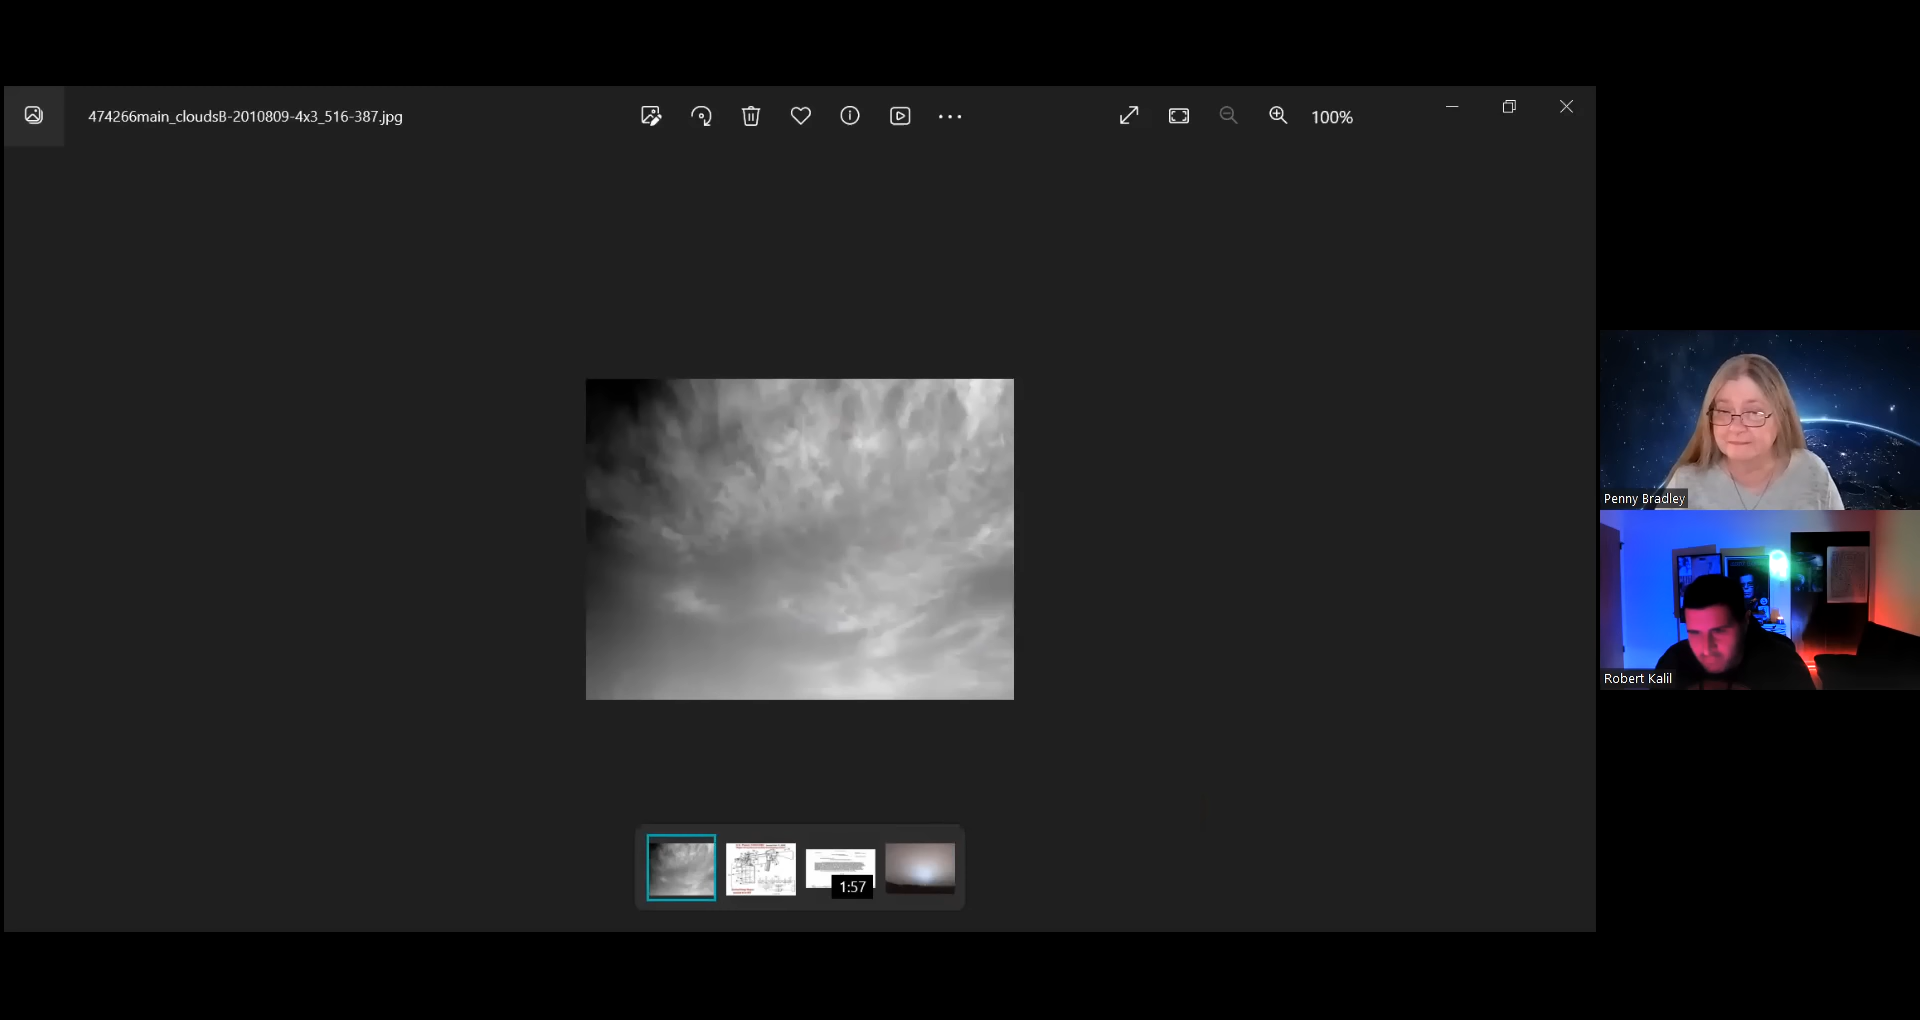 474266main_cloudsB-2010809-4x3_516-387.jpg
100%
Penny Bradley
Robert Kalil
1:57